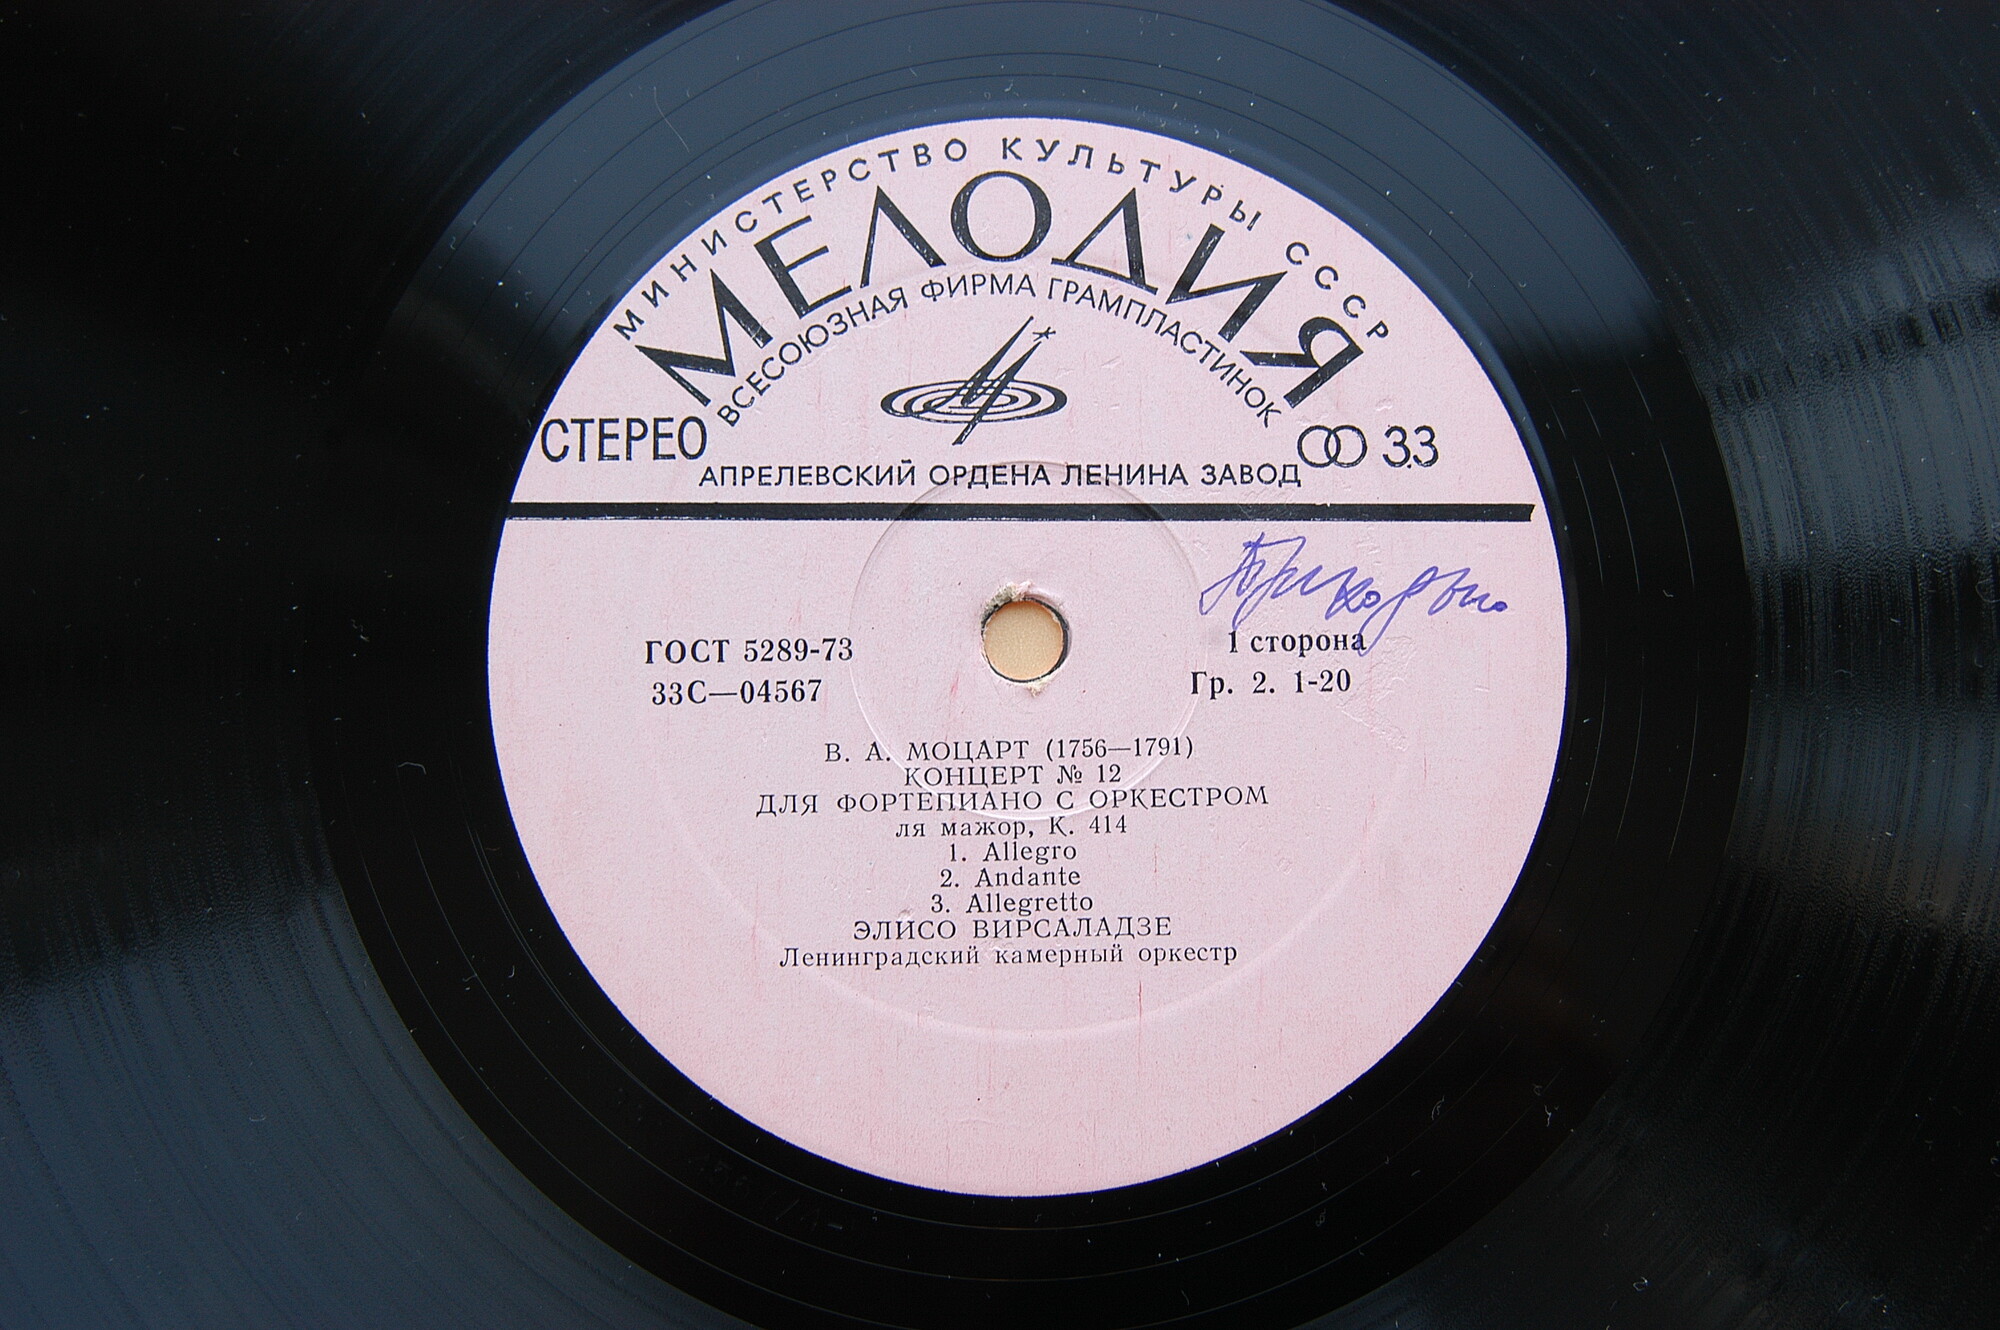 МИНИСТЕРСТВО КУЛЬТУРЫ СССР
МЕЛОДИЯ
ВСЕСОЮЗНАЯ ФИРМА ГРАМПЛАСТИНОК
СТЕРЕО
33
АПРЕЛЕВСКИЙ ОРДЕНА ЛЕНИНА ЗАВОД
ГОСТ 5289-73
33С—04567
1 сторона
Гр. 2. 1-20
В. А. МОЦАРТ (1756—1791)
КОНЦЕРТ № 12
ДЛЯ ФОРТЕПИАНО С ОРКЕСТРОМ
ля мажор, К. 414
1. Allegro
2. Andante
3. Allegretto
ЭЛИСО ВИРСАЛАДЗЕ
Ленинградский камерный оркестр